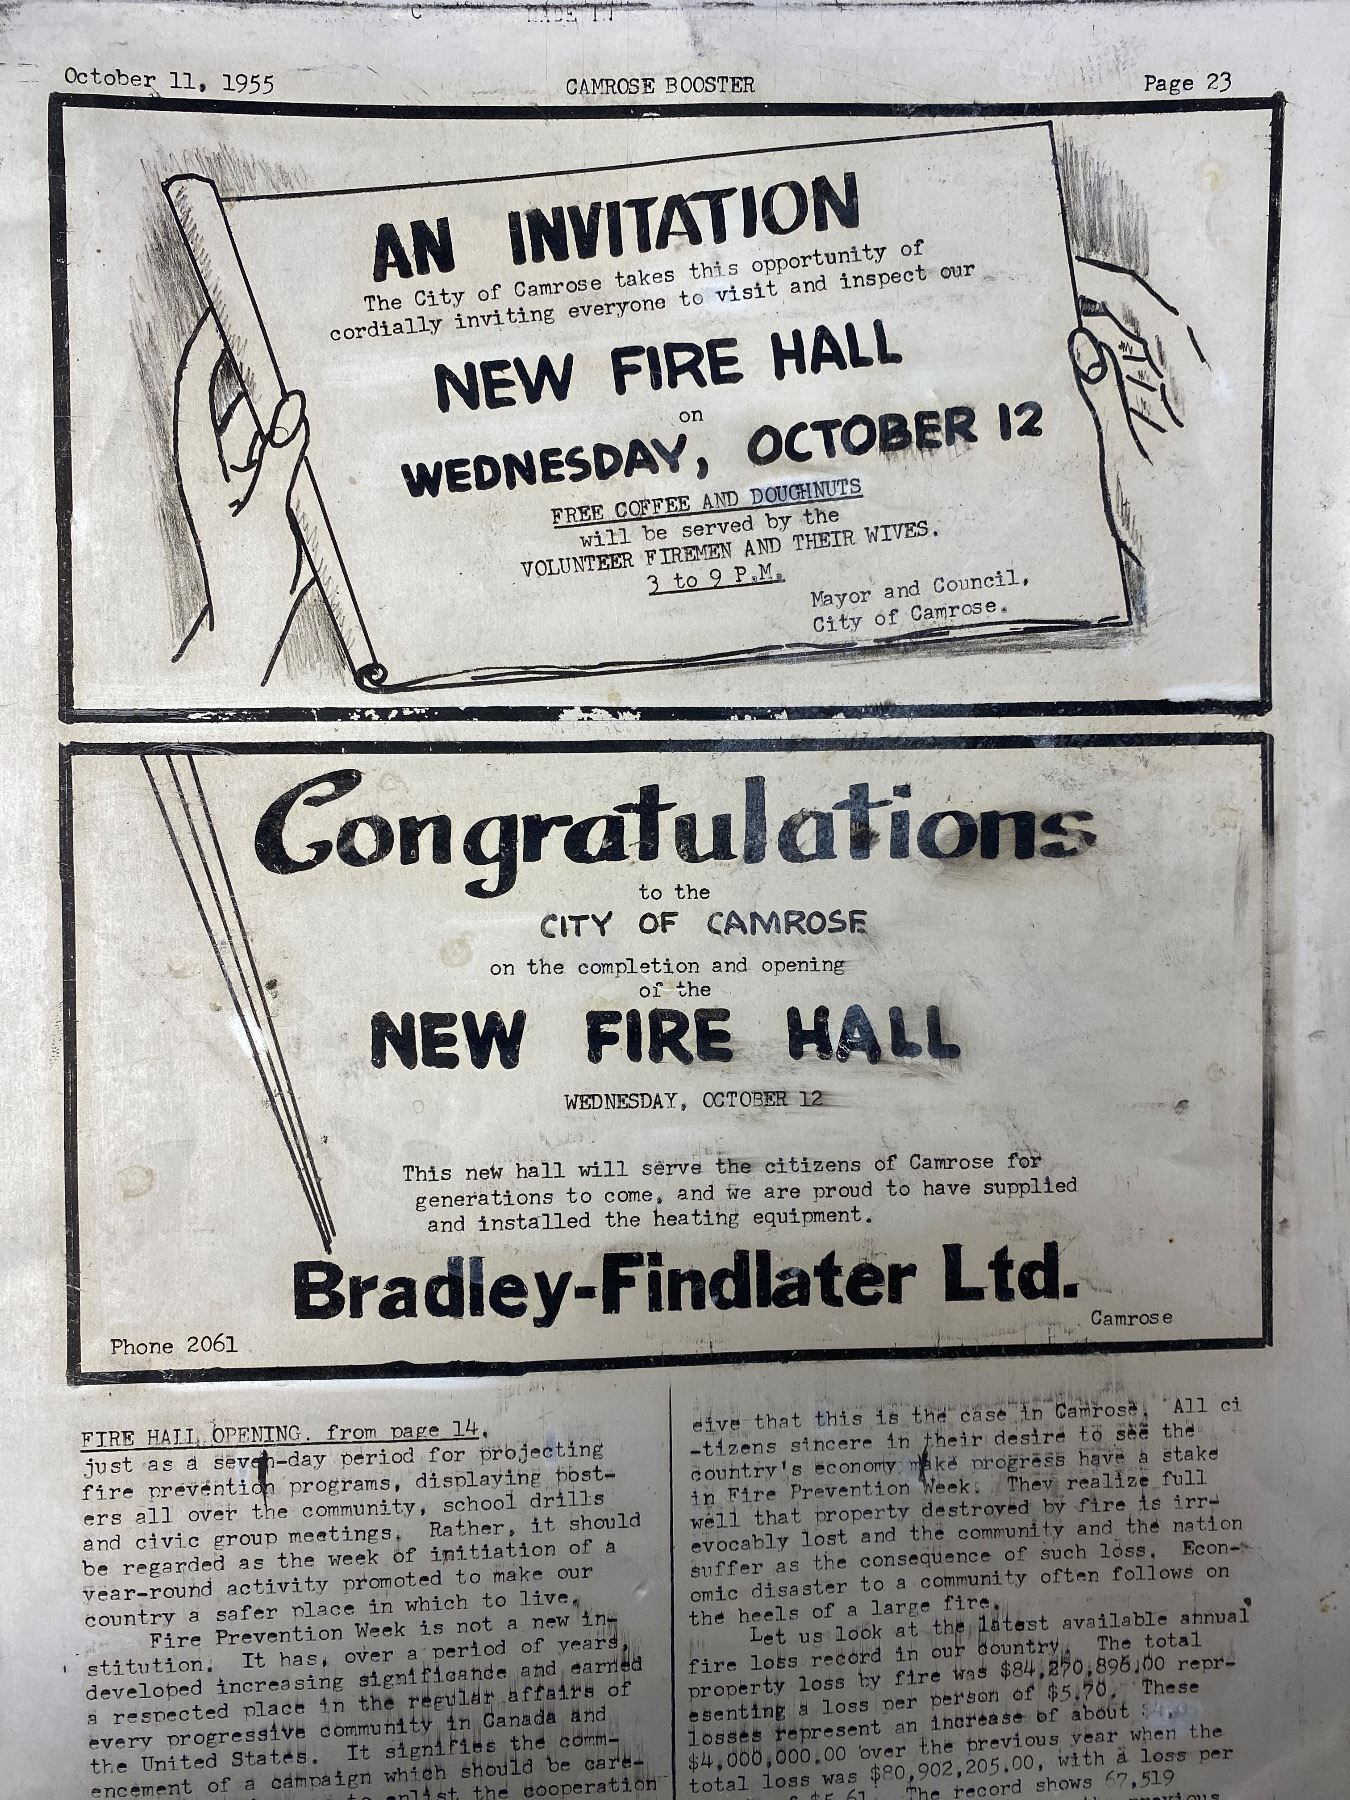 MADE IN
October 11, 1955
CAMROSE BOOSTER
Page 23
AN INVITATION
The City of Camrose takes this opportunity of
cordially inviting everyone to visit and inspect our
NEW FIRE HALL
on
WEDNESDAY, OCTOBER 12
FREE COFFEE AND DOUGHNUTS
will be served by the
VOLUNTEER FIREMEN AND THEIR WIVES.
3 to 9 P.M.
Mayor and Council,
City of Camrose.
Congratulations
to the
CITY OF CAMROSE
on the completion and opening
of the
NEW FIRE HALL
WEDNESDAY, OCTOBER 12
This new hall will serve the citizens of Camrose for
generations to come, and we are proud to have supplied
and installed the heating equipment.
Bradley-Findlater Ltd.
Camrose
Phone 2061
FIRE HALL OPENING. from page 14.
just as a seven-day period for projecting
fire prevention programs, displaying post-
ers all over the community, school drills
and civic group meetings. Rather, it should
be regarded as the week of initiation of a
year-round activity promoted to make our
country a safer place in which to live.
Fire Prevention Week is not a new in-
stitution. It has, over a period of years,
developed increasing significande and earned
a respected place in the regular affairs of
every progressive community in Canada and
the United States. It signifies the comm-
encement of a campaign which should be care-
to enlist the cooperation
eive that this is the case in Camrose. All ci
-tizens sincere in their desire to see the
country's economy make progress have a stake
in Fire Prevention Week. They realize full
well that property destroyed by fire is irr-
evocably lost and the community and the nation
suffer as the consequence of such loss. Econ-
omic disaster to a community often follows on
the heels of a large fire.
Let us look at the latest available annual
fire loss record in our country. The total
property loss by fire was $84,270,896.00 repr-
esenting a loss per person of $5.70. These
losses represent an increase of about
$4,000,000.00 over the previous year when the
total loss was $80,902,205.00, with a loss per
of $5.61. The record shows 67,519
previous